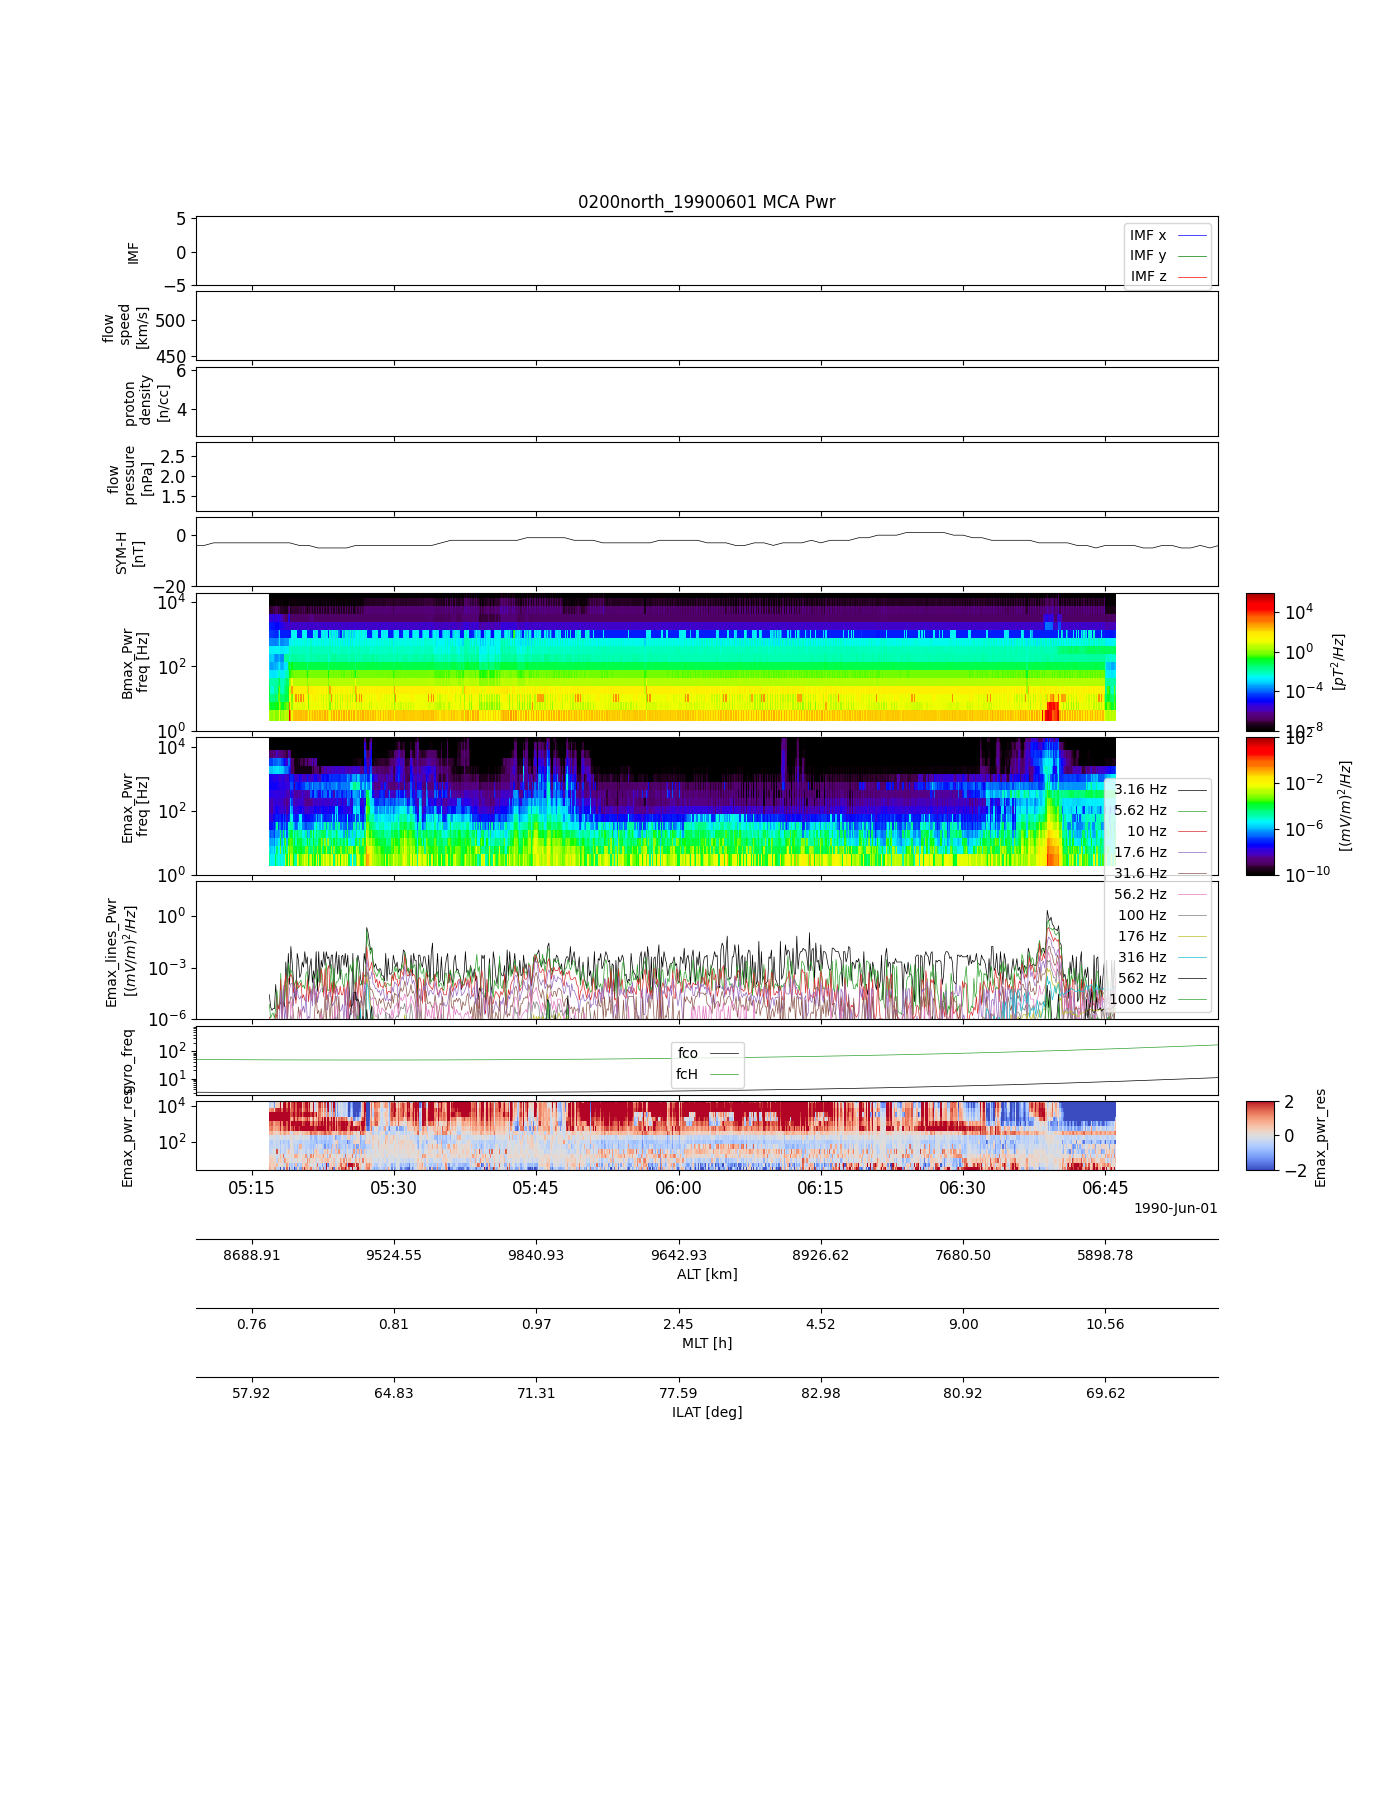 0200north_19900601 MCA Pwr
5
0
−5
IMF
IMF x
IMF y
IMF z
flow
speed
[km/s]
500
450
proton
density
[n/cc]
6
4
flow
pressure
[nPa]
2.5
2.0
1.5
SYM-H
[nT]
0
−20
Bmax_Pwr
freq [Hz]
10^4
10^2
10^0
10^4
10^0
10^−4
10^−8
[pT^2/Hz]
Emax_Pwr
freq [Hz]
10^4
10^2
10^0
10^2
10^−2
10^−6
10^−10
[(mV/m)^2/Hz]
3.16 Hz
5.62 Hz
10 Hz
17.6 Hz
31.6 Hz
56.2 Hz
100 Hz
176 Hz
316 Hz
562 Hz
1000 Hz
Emax_lines_Pwr
[(mV/m)^2/Hz]
10^0
10^−3
10^−6
gyro_freq
10^2
10^1
fco
fcH
Emax_pwr_res
10^4
10^2
2
0
−2
Emax_pwr_res
05:15 05:30 05:45 06:00 06:15 06:30 06:45
1990-Jun-01
8688.91 9524.55 9840.93 9642.93 8926.62 7680.50 5898.78
ALT [km]
0.76 0.81 0.97 2.45 4.52 9.00 10.56
MLT [h]
57.92 64.83 71.31 77.59 82.98 80.92 69.62
ILAT [deg]